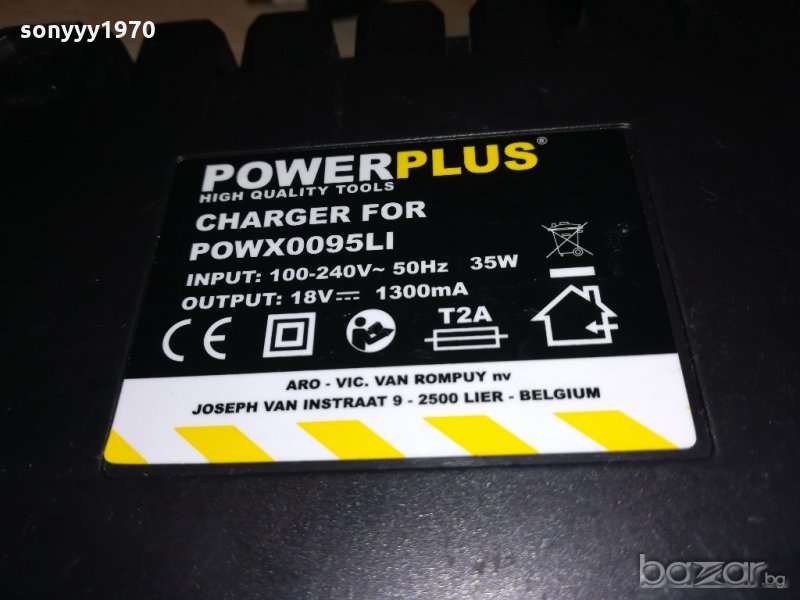 sonyyy1970
POWERPLUS®
HIGH QUALITY TOOLS
CHARGER FOR
POWX0095LI
INPUT: 100-240V~ 50Hz 35W
OUTPUT: 18V⎓ 1300mA
CE
T2A
ARO - VIC. VAN ROMPUY nv
JOSEPH VAN INSTRAAT 9 - 2500 LIER - BELGIUM
bazar.bg